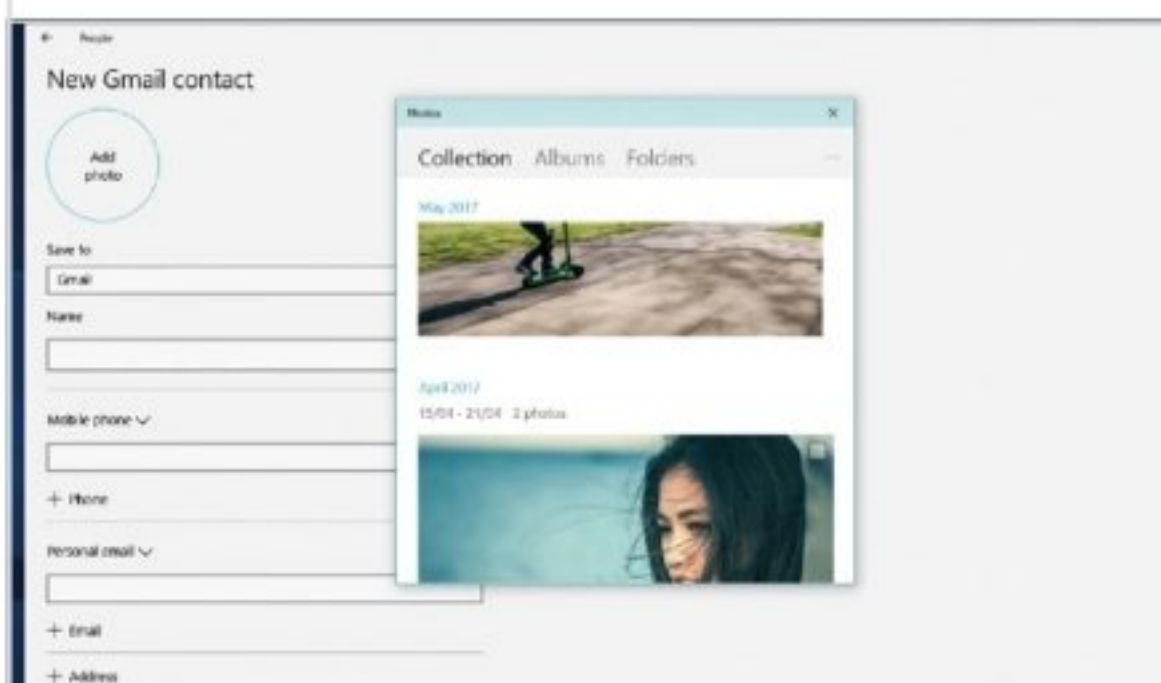 People
New Gmail contact
Add
photo
Save to
Gmail
Name
Mobile phone
+ Phone
Personal email
+ Email
+ Address
Photos
Collection Albums Folders
May 2017
April 2017
15/04 - 21/04 2 photos